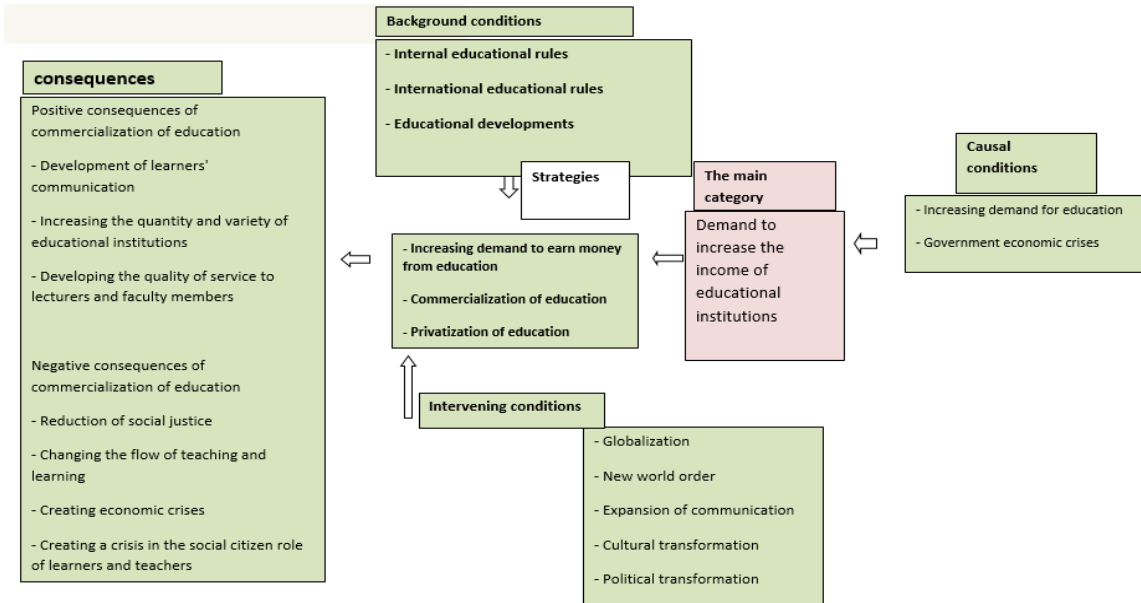 Background conditions
- Internal educational rules
- International educational rules
- Educational developments
consequences
Positive consequences of
commercialization of education
- Development of learners'
communication
- Increasing the quantity and variety of
educational institutions
- Developing the quality of service to
lecturers and faculty members
Negative consequences of
commercialization of education
- Reduction of social justice
- Changing the flow of teaching and
learning
- Creating economic crises
- Creating a crisis in the social citizen role
of learners and teachers
Strategies
- Increasing demand to earn money
from education
- Commercialization of education
- Privatization of education
The main
category
Demand to
increase the
income of
educational
institutions
Causal
conditions
- Increasing demand for education
- Government economic crises
Intervening conditions
- Globalization
- New world order
- Expansion of communication
- Cultural transformation
- Political transformation